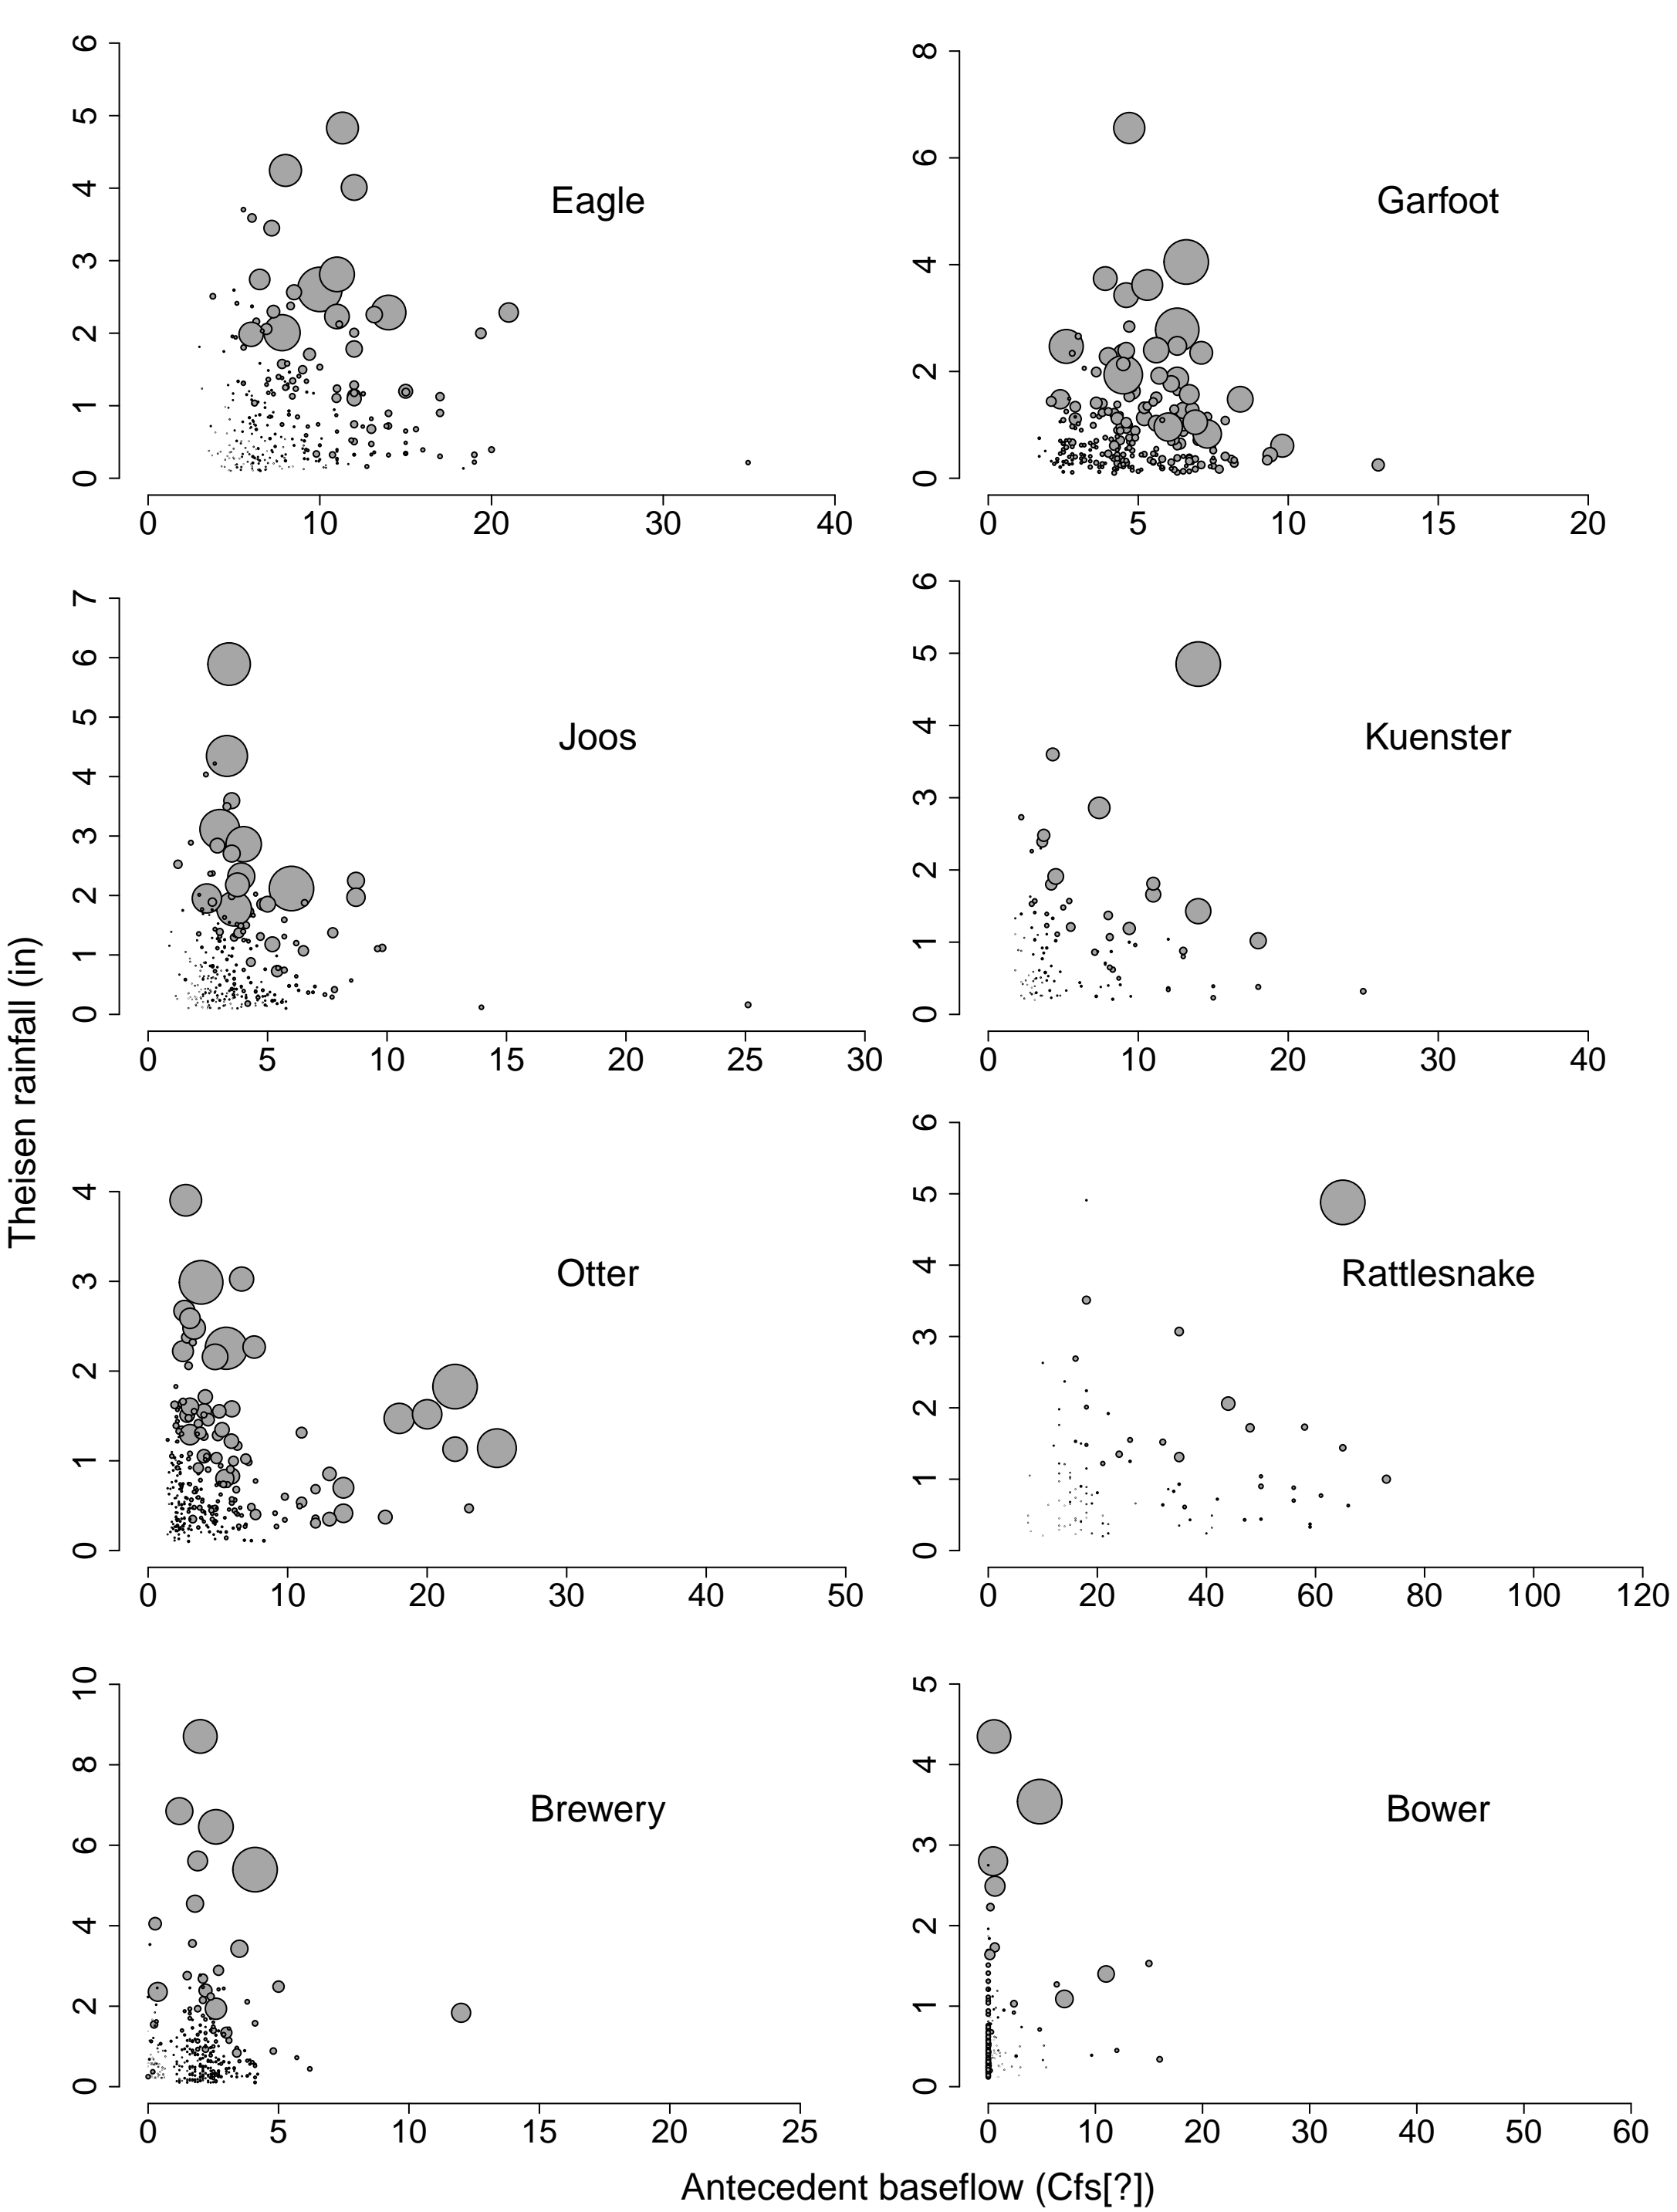 Theisen rainfall (in)
0 1 2 3 4 5 6
Eagle
0 10 20 30 40
0 2 4 6 8
Garfoot
0 5 10 15 20
0 1 2 3 4 5 6 7
Joos
0 5 10 15 20 25 30
0 1 2 3 4 5 6
Kuenster
0 10 20 30 40
0 1 2 3 4
Otter
0 10 20 30 40 50
0 1 2 3 4 5 6
Rattlesnake
0 20 40 60 80 100 120
0 2 4 6 8 10
Brewery
0 5 10 15 20 25
0 1 2 3 4 5
Bower
0 10 20 30 40 50 60
Antecedent baseflow (Cfs[?])